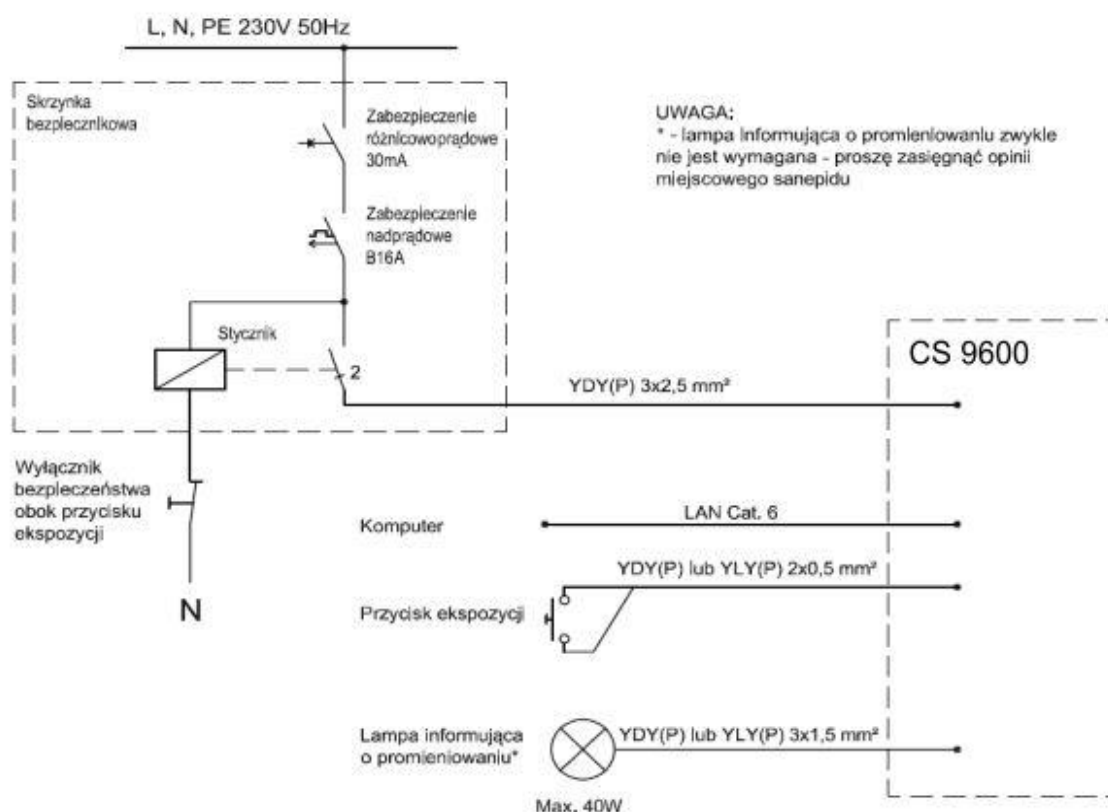 L, N, PE 230V 50Hz
Skrzynka
bezpiecznikowa
Zabezpieczenie
różnicowoprądowe
30mA
UWAGA:
* - lampa informująca o promieniowaniu zwykle
nie jest wymagana - proszę zasięgnąć opinii
miejscowego sanepidu
Zabezpieczenie
nadprądowe
B16A
Stycznik
2
CS 9600
YDY(P) 3x2,5 mm²
Wyłącznik
bezpieczeństwa
obok przycisku
ekspozycji
N
Komputer
LAN Cat. 6
YDY(P) lub YLY(P) 2x0,5 mm²
Przycisk ekspozycji
Lampa informująca
o promieniowaniu*
YDY(P) lub YLY(P) 3x1,5 mm²
Max. 40W